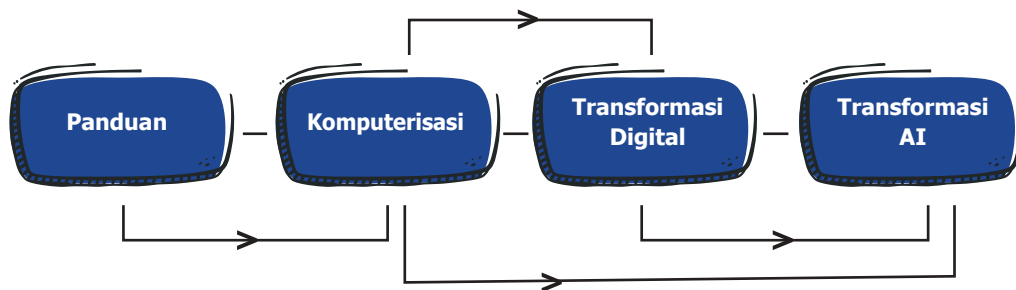 Panduan
Komputerisasi
Transformasi
Digital
Transformasi
AI